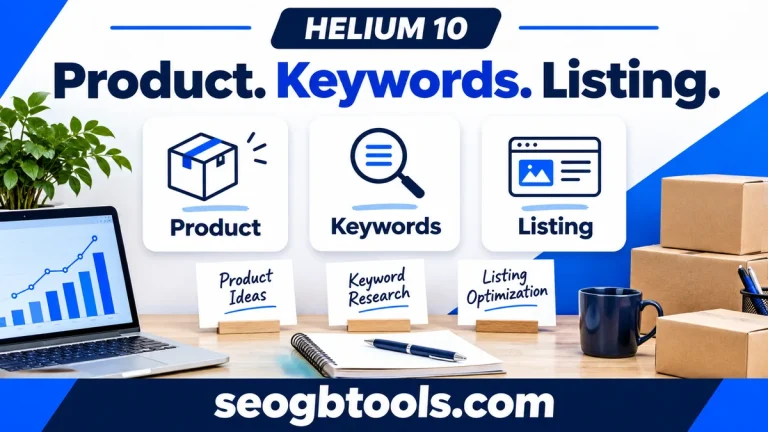 HELIUM 10
Product. Keywords. Listing.
Product
Keywords
Listing
Product
Ideas
Keyword
Research
Listing
Optimization
seogbtools.com